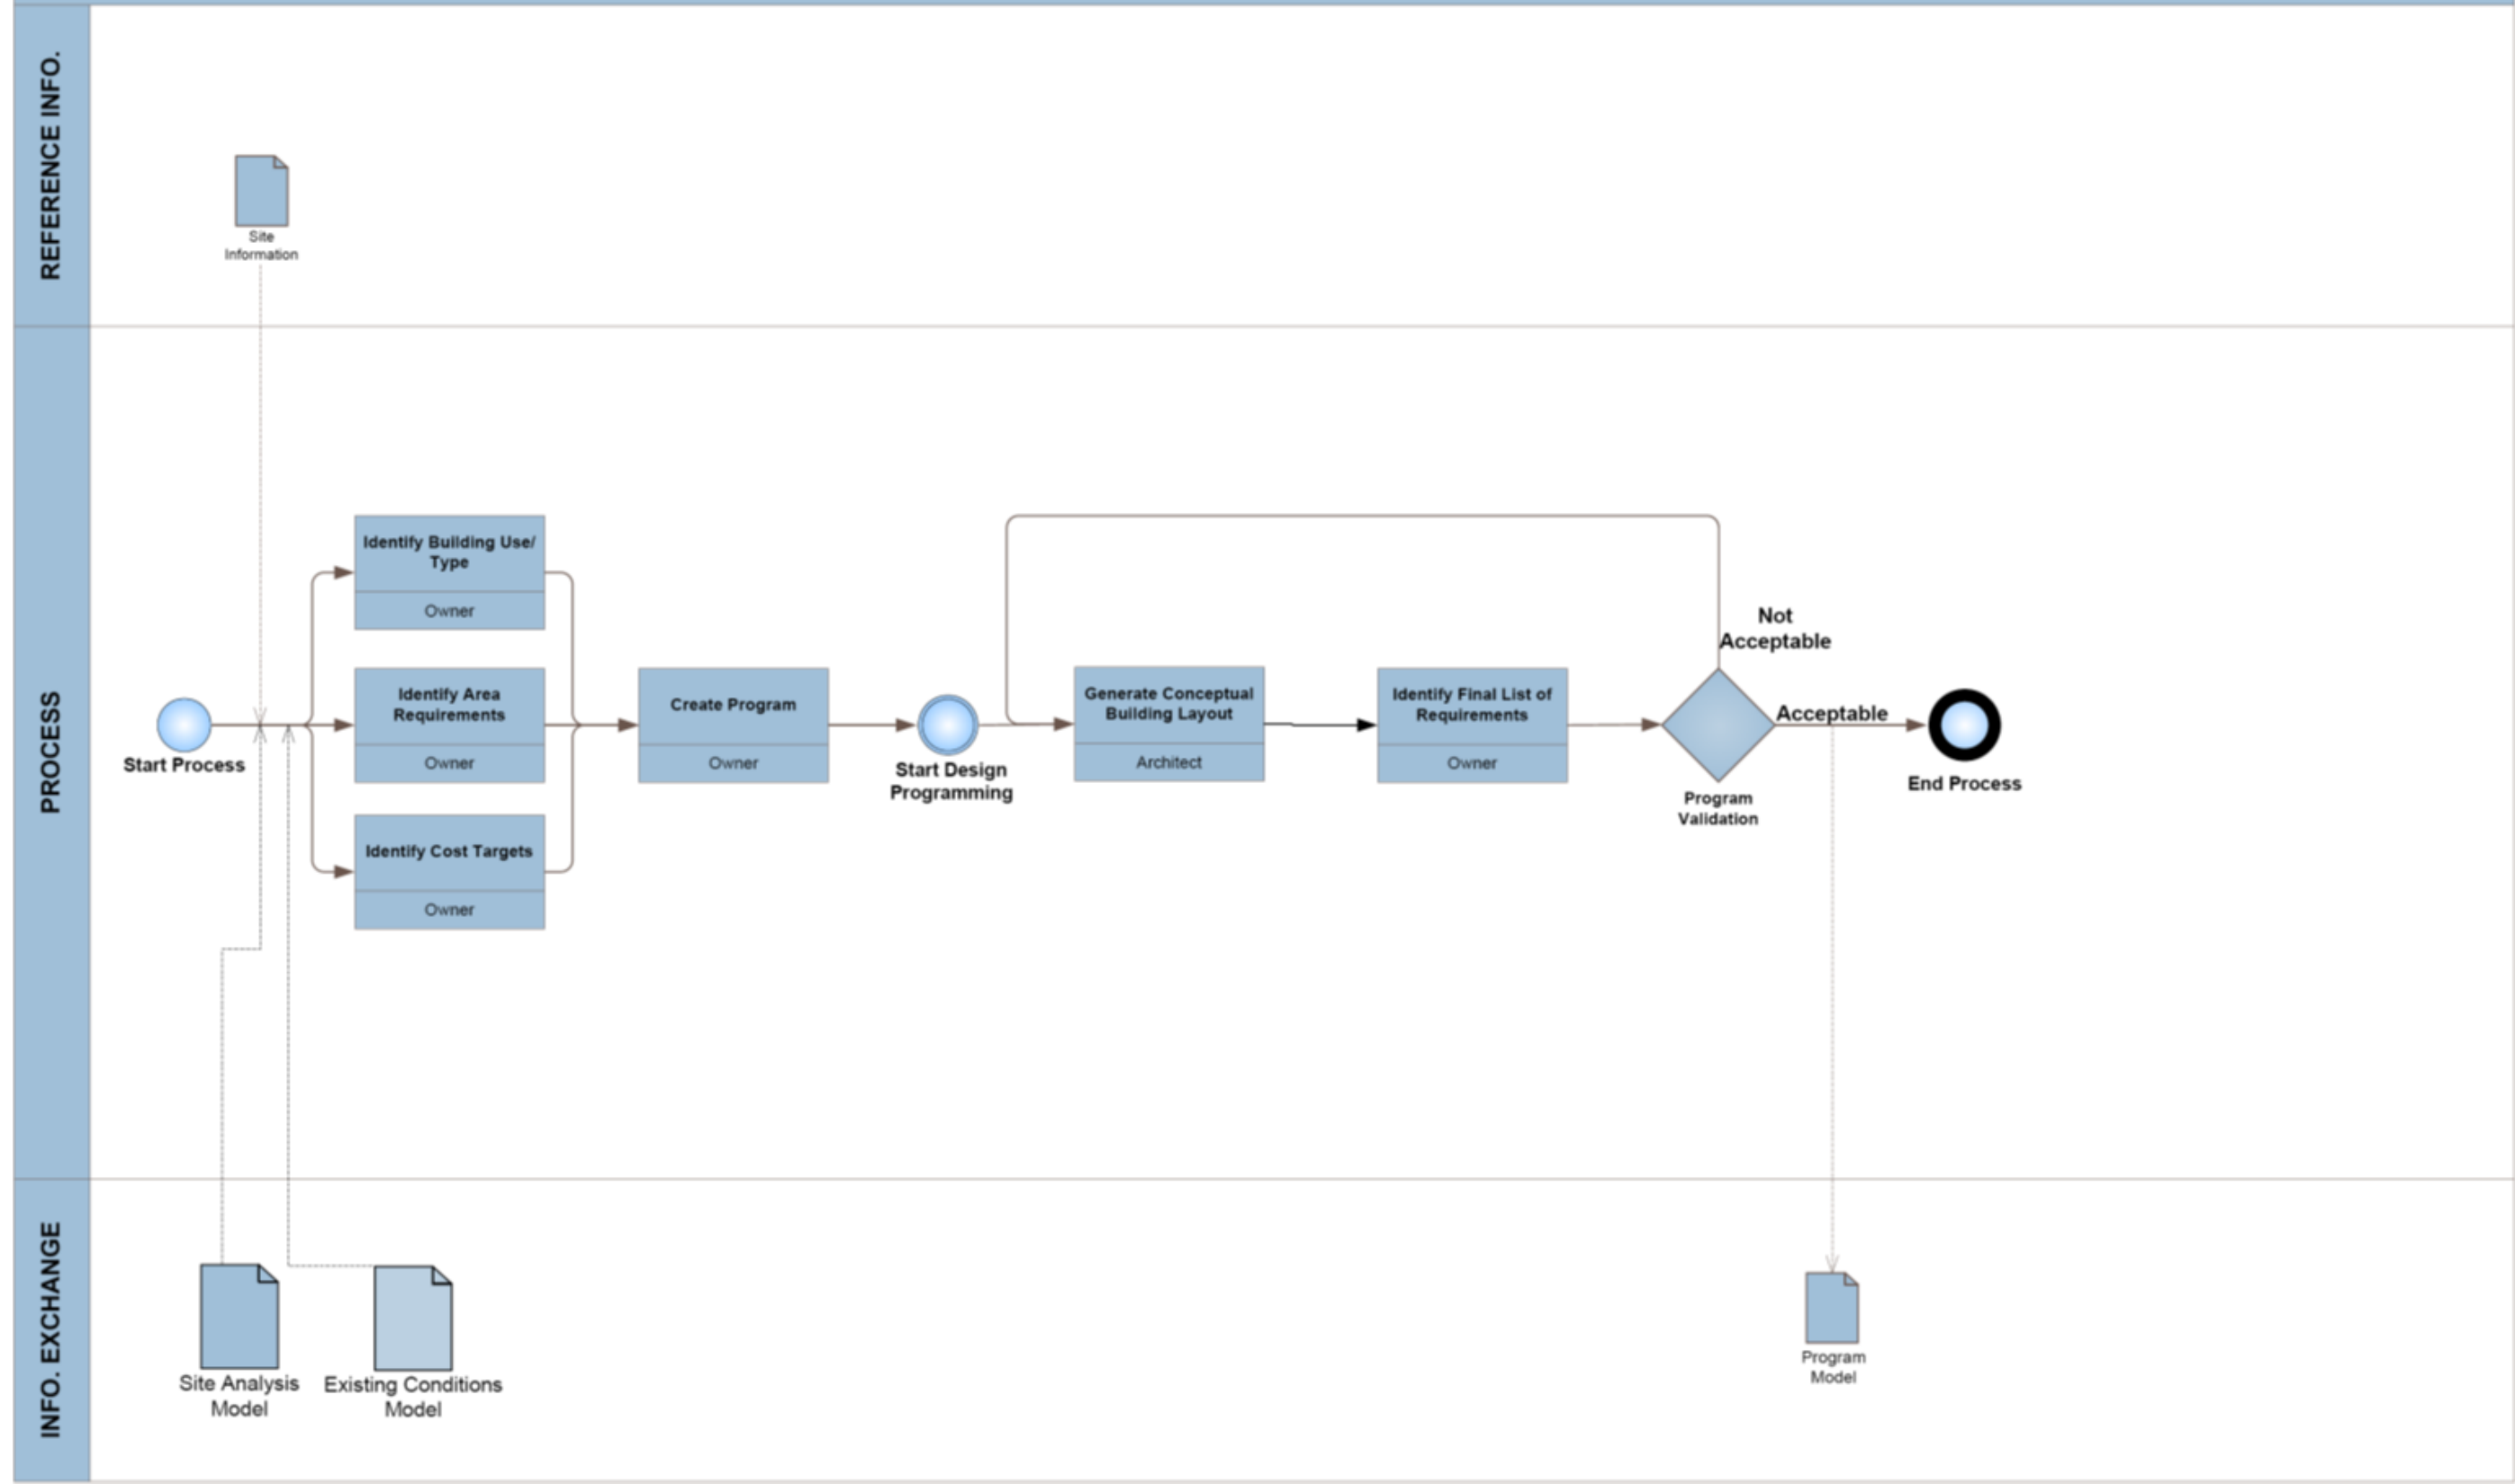 REFERENCE INFO.
Site
Information
PROCESS
Start Process
Identify Building Use/
Type
Owner
Identify Area
Requirements
Owner
Identify Cost Targets
Owner
Create Program
Owner
Start Design
Programming
Generate Conceptual
Building Layout
Architect
Identify Final List of
Requirements
Owner
Not
Acceptable
Program
Validation
Acceptable
End Process
INFO. EXCHANGE
Site Analysis
Model
Existing Conditions
Model
Program
Model